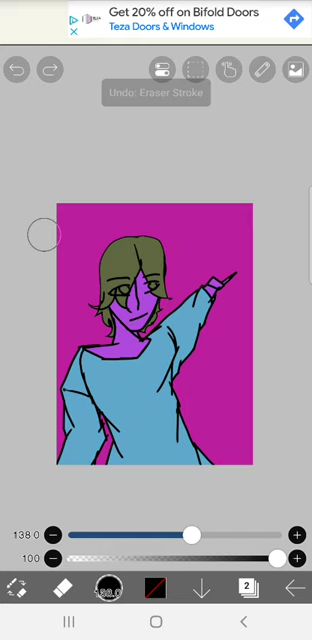 Get 20% off on Bifold Doors
Teza Doors & Windows
Undo: Eraser Stroke
138.0
100
138.0
2